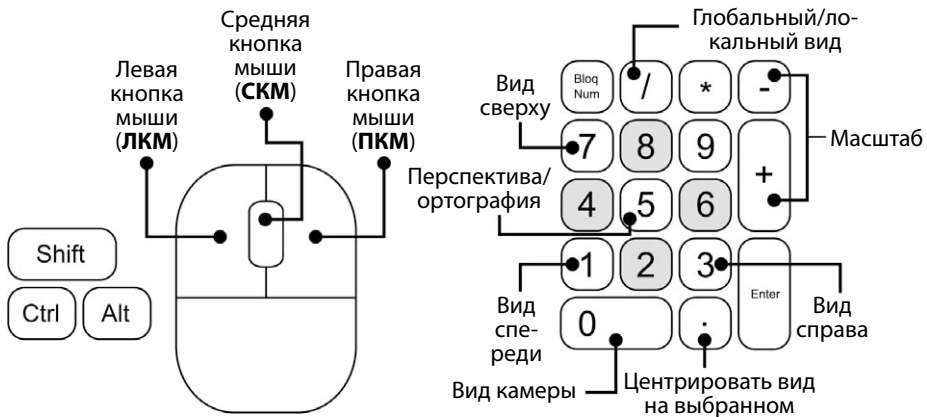 Средняя
кнопка
мыши
(СКМ)
Левая
кнопка
мыши
(ЛКМ)
Правая
кнопка
мыши
(ПКМ)
Shift
Ctrl
Alt
Глобальный/ло-
кальный вид
Вид
сверху
Bloq
Num
/
*
-
7
8
9
+
Масштаб
Перспектива/
ортография
4
5
6
1
2
3
Enter
Вид
спе-
реди
0
.
Вид
справа
Вид камеры
Центрировать вид
на выбранном